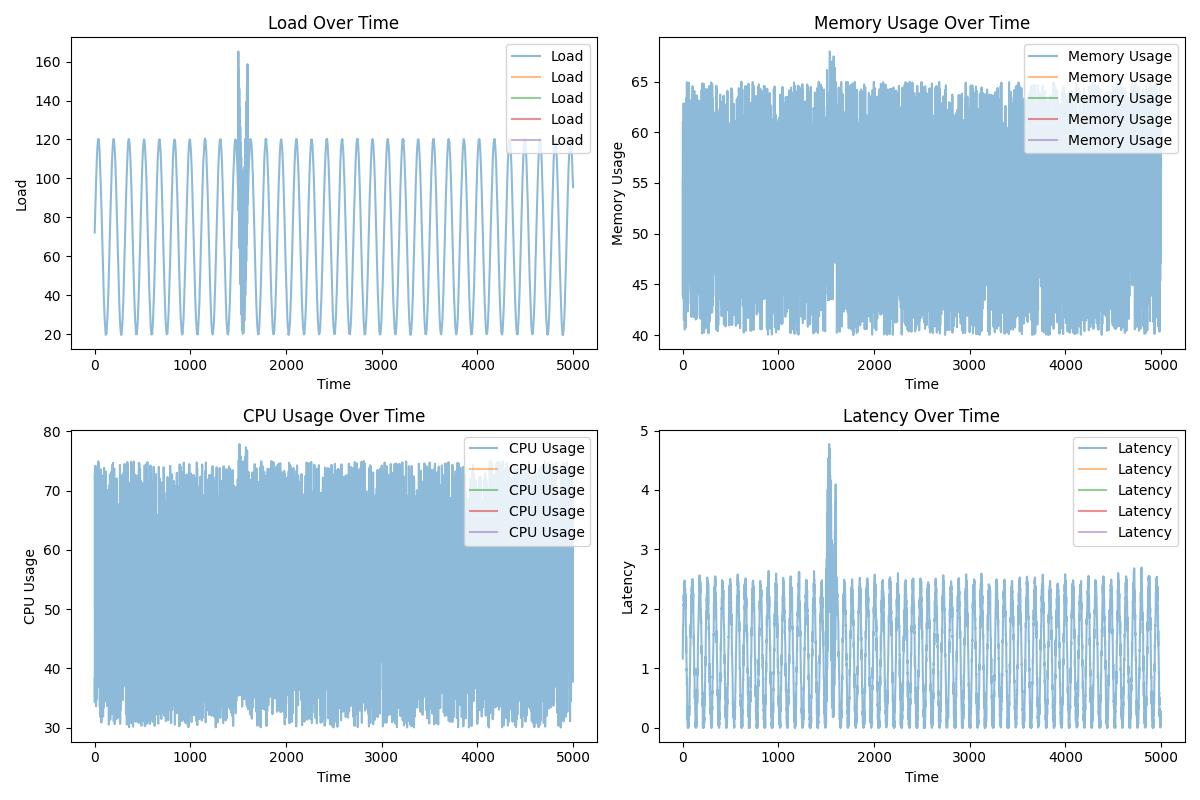 Load Over Time
160
140
120
100
80
60
40
20
Load
0
1000
2000
3000
4000
5000
Time
Load
Load
Load
Load
Load
Memory Usage Over Time
65
60
55
50
45
40
Memory Usage
0
1000
2000
3000
4000
5000
Time
Memory Usage
Memory Usage
Memory Usage
Memory Usage
Memory Usage
CPU Usage Over Time
80
70
60
50
40
30
CPU Usage
0
1000
2000
3000
4000
5000
Time
CPU Usage
CPU Usage
CPU Usage
CPU Usage
CPU Usage
Latency Over Time
5
4
3
2
1
0
Latency
0
1000
2000
3000
4000
5000
Time
Latency
Latency
Latency
Latency
Latency